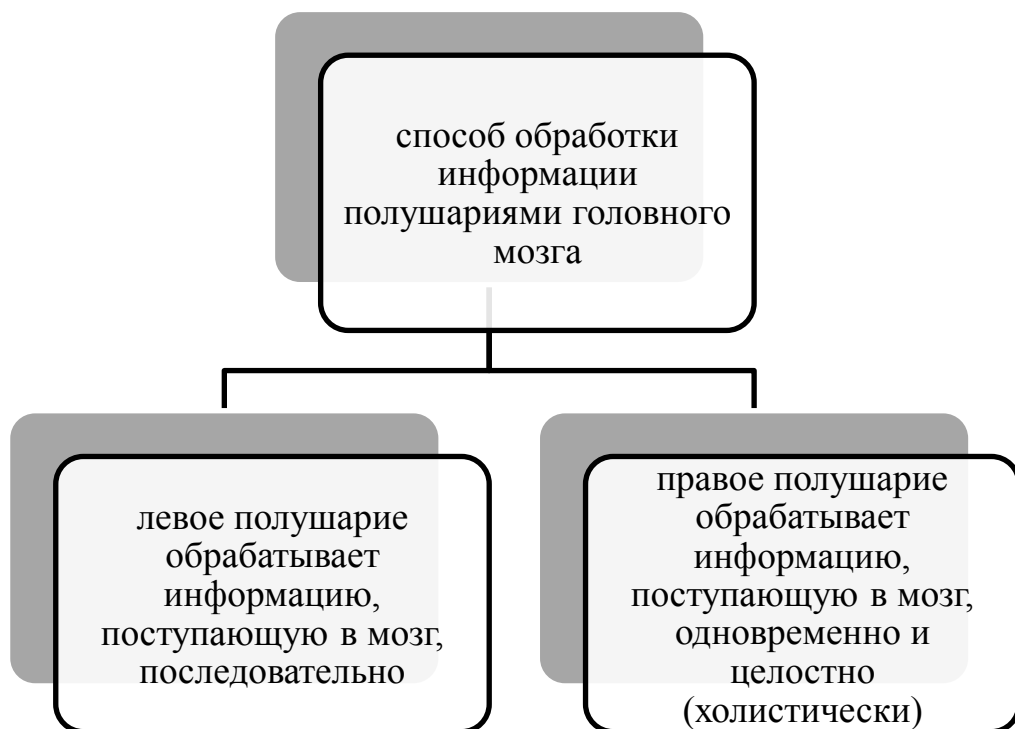 способ обработки
информации
полушариями головного
мозга
левое полушарие
обрабатывает
информацию,
поступающую в мозг,
последовательно
правое полушарие
обрабатывает
информацию,
поступающую в мозг,
одновременно и
целостно
(холистически)